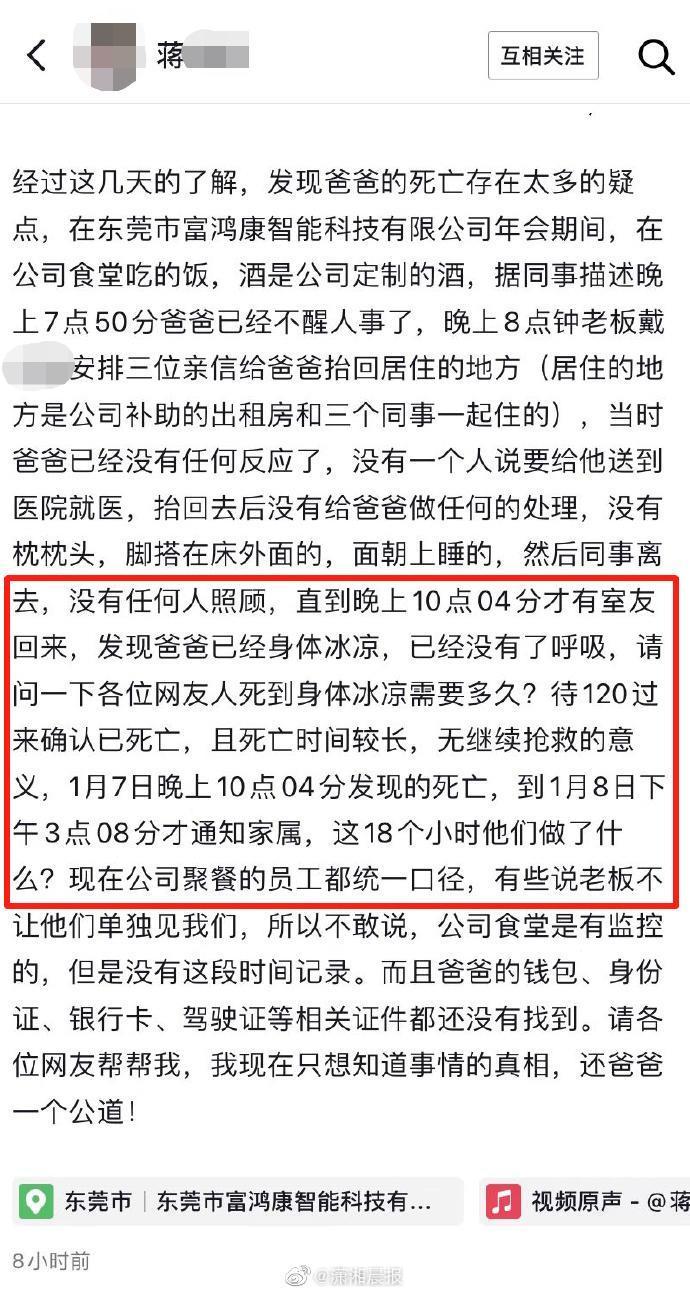 蒋
互相关注
经过这几天的了解，发现爸爸的死亡存在太多的疑
点，在东莞市富鸿康智能科技有限公司年会期间，在
公司食堂吃的饭，酒是公司定制的酒，据同事描述晚
上7点50分爸爸已经不醒人事了，晚上8点钟老板戴
安排三位亲信给爸爸抬回居住的地方（居住的地
方是公司补助的出租房和三个同事一起住的），当时
爸爸已经没有任何反应了，没有一个人说要给他送到
医院就医，抬回去后没有给爸爸做任何的处理，没有
枕枕头，脚搭在床外面的，面朝上睡的，然后同事离
去，没有任何人照顾，直到晚上10点04分才有室友
回来，发现爸爸已经身体冰凉，已经没有了呼吸，请
问一下各位网友人死到身体冰凉需要多久？待120过
来确认已死亡，且死亡时间较长，无继续抢救的意
义，1月7日晚上10点04分发现的死亡，到1月8日下
午3点08分才通知家属，这18个小时他们做了什
么？现在公司聚餐的员工都统一口径，有些说老板不
让他们单独见我们，所以不敢说，公司食堂是有监控
的，但是没有这段时间记录。而且爸爸的钱包、身份
证、银行卡、驾驶证等相关证件都还没有找到。请各
位网友帮帮我，我现在只想知道事情的真相，还爸爸
一个公道！
东莞市｜东莞市富鸿康智能科技有...
视频原声 - @蒋
8小时前
@潇湘晨报